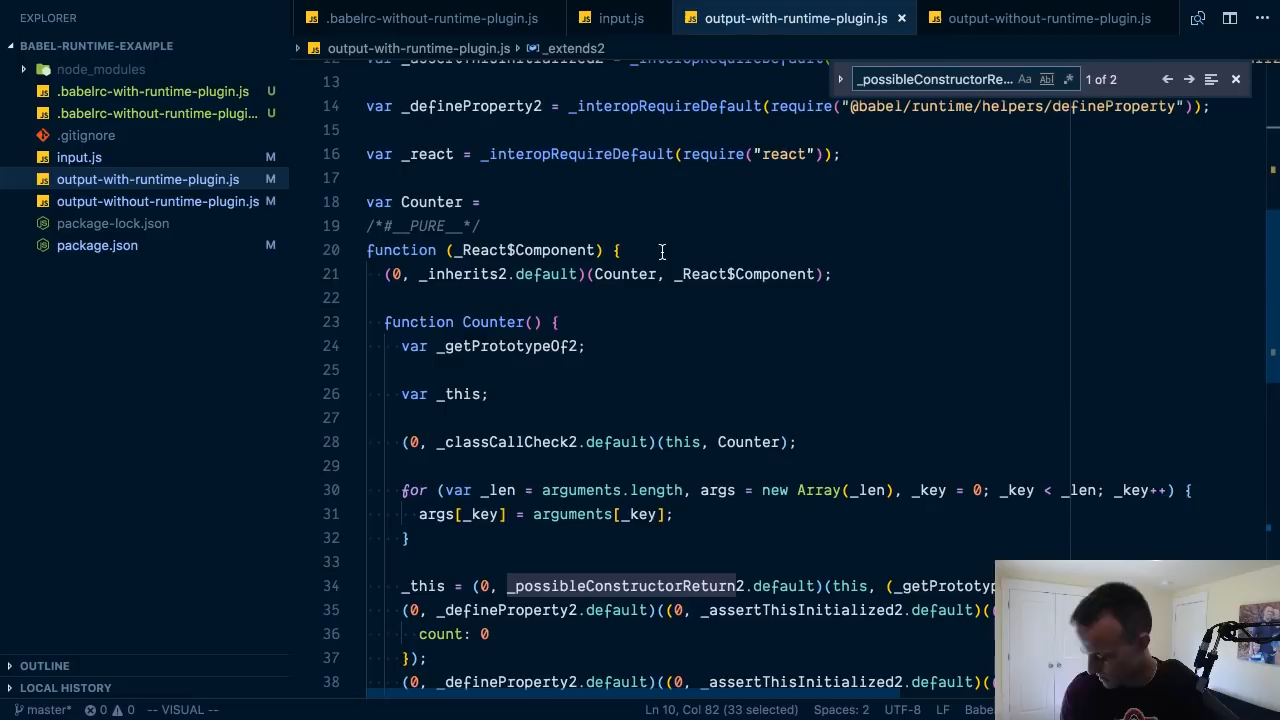 EXPLORER
.babelrc-without-runtime-plugin.js
input.js
output-with-runtime-plugin.js
output-without-runtime-plugin.js
BABEL-RUNTIME-EXAMPLE
node_modules
.babelrc-with-runtime-plugin.js U
.babelrc-without-runtime-plugi... U
.gitignore
input.js M
output-with-runtime-plugin.js M
output-without-runtime-plugin.js M
package-lock.json
package.json M
OUTLINE
LOCAL HISTORY
output-with-runtime-plugin.js > _extends2
_possibleConstructorRe... Aa Abl .* 1 of 2
12 var _assertThisInitialized2 = _interopRequireDefault(
13
14 var _defineProperty2 = _interopRequireDefault(require("@babel/runtime/helpers/defineProperty"));
15
16 var _react = _interopRequireDefault(require("react"));
17
18 var Counter =
19 /*#__PURE__*/
20 function (_React$Component) {
21 (0, _inherits2.default)(Counter, _React$Component);
22
23 function Counter() {
24 var _getPrototypeOf2;
25
26 var _this;
27
28 (0, _classCallCheck2.default)(this, Counter);
29
30 for (var _len = arguments.length, args = new Array(_len), _key = 0; _key < _len; _key++) {
31 args[_key] = arguments[_key];
32 }
33
34 _this = (0, _possibleConstructorReturn2.default)(this, (_getPrototyp
35 (0, _defineProperty2.default)((0, _assertThisInitialized2.default)(
36 count: 0
37 });
38 (0, _defineProperty2.default)((0, _assertThisInitialized2.default)(
master* 0 0 -- VISUAL -- Ln 10, Col 82 (33 selected) Spaces: 2 UTF-8 LF Babe